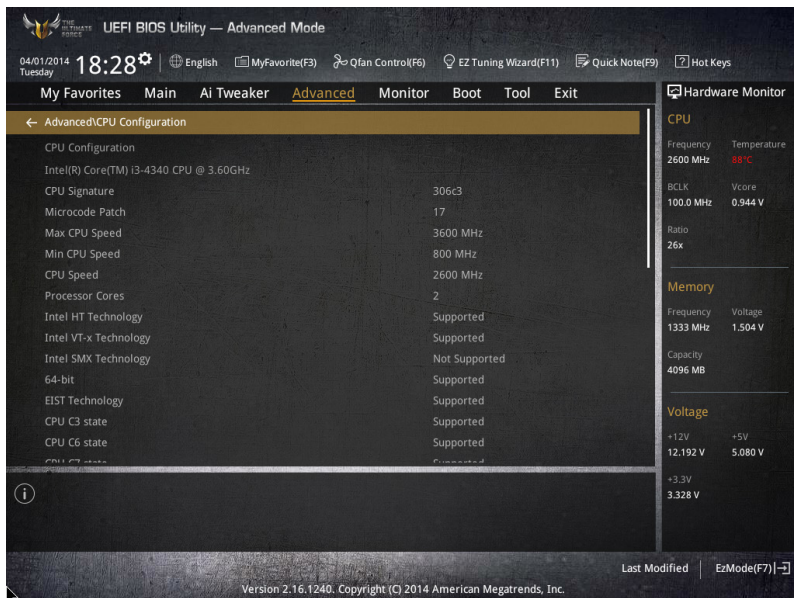 THE ULTIMATE FORCE
UEFI BIOS Utility — Advanced Mode
04/01/2014
Tuesday
18:28
English
MyFavorite(F3)
Qfan Control(F6)
EZ Tuning Wizard(F11)
Quick Note(F9)
? Hot Keys
My Favorites
Main
Ai Tweaker
Advanced
Monitor
Boot
Tool
Exit
← Advanced\CPU Configuration
CPU Configuration
Intel(R) Core(TM) i3-4340 CPU @ 3.60GHz
CPU Signature 306c3
Microcode Patch 17
Max CPU Speed 3600 MHz
Min CPU Speed 800 MHz
CPU Speed 2600 MHz
Processor Cores 2
Intel HT Technology Supported
Intel VT-x Technology Supported
Intel SMX Technology Not Supported
64-bit Supported
EIST Technology Supported
CPU C3 state Supported
CPU C6 state Supported
CPU C7 state Supported
Hardware Monitor
CPU
Frequency Temperature
2600 MHz 88°C
BCLK Vcore
100.0 MHz 0.944 V
Ratio
26x
Memory
Frequency Voltage
1333 MHz 1.504 V
Capacity
4096 MB
Voltage
+12V +5V
12.192 V 5.080 V
+3.3V
3.328 V
i
Last Modified
EzMode(F7)
Version 2.16.1240. Copyright (C) 2014 American Megatrends, Inc.